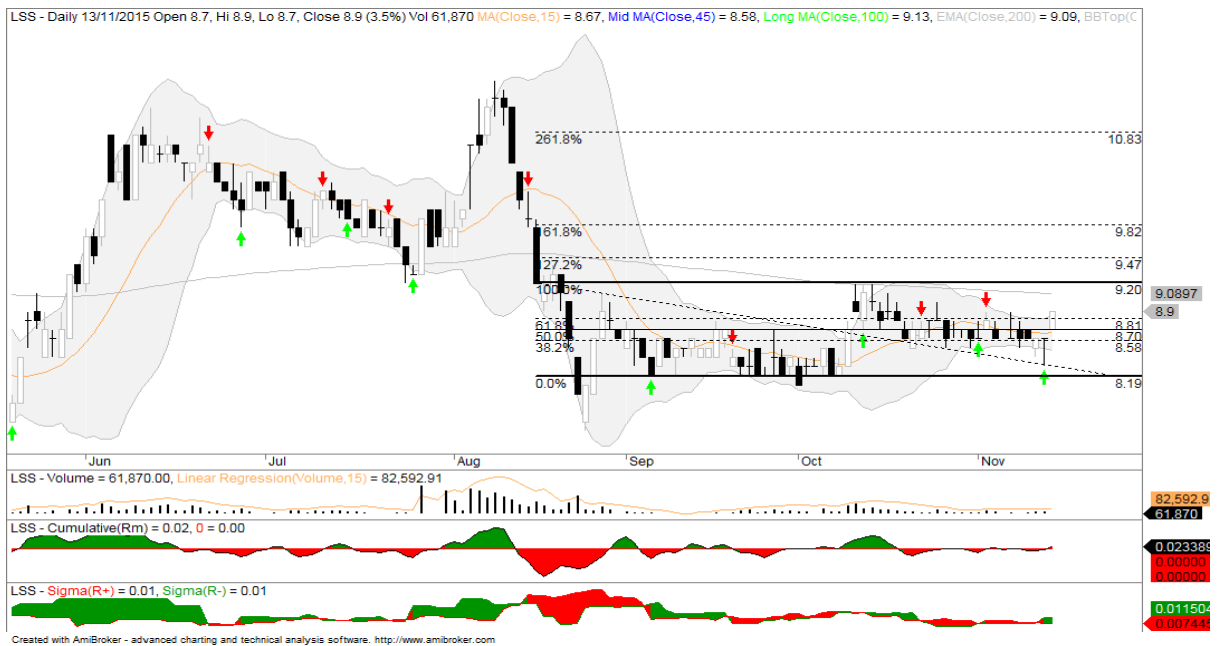 LSS - Daily 13/11/2015 Open 8.7, Hi 8.9, Lo 8.7, Close 8.9 (3.5%) Vol 61,870 MA(Close,15) = 8.67, Mid MA(Close,45) = 8.58, Long MA(Close,100) = 9.13, EMA(Close,200) = 9.09, BBTop(C
261.8% 10.83
161.8% 9.82
127.2% 9.47
100.0% 9.20
9.0897
8.9
61.8% 8.81
50.0% 8.70
38.2% 8.58
0.0% 8.19
Jun Jul Aug Sep Oct Nov
LSS - Volume = 61,870.00, Linear Regression(Volume,15) = 82,592.91
82,592.9
61,870
LSS - Cumulative(Rm) = 0.02, 0 = 0.00
0.023389
0.00000
0.00000
LSS - Sigma(R+) = 0.01, Sigma(R-) = 0.01
0.011504
0.007445
Created with AmiBroker - advanced charting and technical analysis software. http://www.amibroker.com